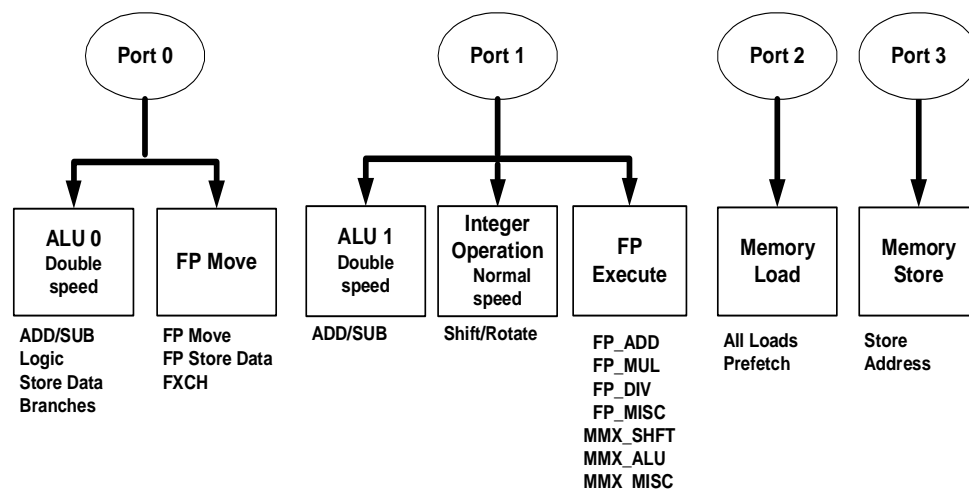 Port 0
Port 1
Port 2
Port 3
ALU 0
Double
speed
FP Move
ALU 1
Double
speed
Integer
Operation
Normal
speed
FP
Execute
Memory
Load
Memory
Store
ADD/SUB
Logic
Store Data
Branches
FP Move
FP Store Data
FXCH
ADD/SUB
Shift/Rotate
FP_ADD
FP_MUL
FP_DIV
FP_MISC
MMX_SHFT
MMX_ALU
MMX_MISC
All Loads
Prefetch
Store
Address